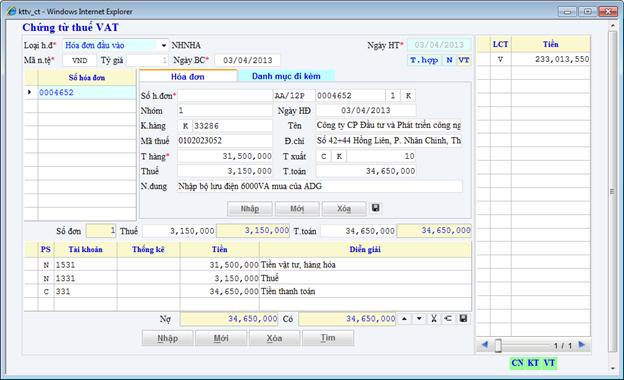 kttv_ct - Windows Internet Explorer
Chứng từ thuế VAT
Loại h.đ* Hóa đơn đầu vào NHNHA Ngày HT* 03/04/2013
Mã n.tệ* VND Tỷ giá 1 Ngày BC* 03/04/2013 T.hợp N VT
Số hóa đơn
0004652
Hóa đơn Danh mục đi kèm
Số h.đơn* AA/12P 0004652 1 K
Nhóm 1 Ngày HĐ 03/04/2013
K.hàng K 33286 Tên Công ty CP Đầu tư và Phát triển công ng
Mã thuế 0102023052 Đ.chỉ Số 42+44 Hồng Liên, P. Nhân Chính, Th
T hàng* 31,500,000 T xuất C K 10
Thuế 3,150,000 T.toán 34,650,000
N.dung Nhập bộ lưu điện 6000VA mua của ADG
Nhập Mới Xóa
Số đơn 1 Thuế 3,150,000 3,150,000 T.toán 34,650,000 34,650,000
PS Tài khoản Thống kê Tiền Diễn giải
N 1531 31,500,000 Tiền vật tư, hàng hóa
N 1331 3,150,000 Thuế
C 331 34,650,000 Tiền thanh toán
Nợ 34,650,000 Có 34,650,000
Nhập Mới Xóa Tìm
LCT Tiền
V 233,013,550
1 / 1
CN KT VT